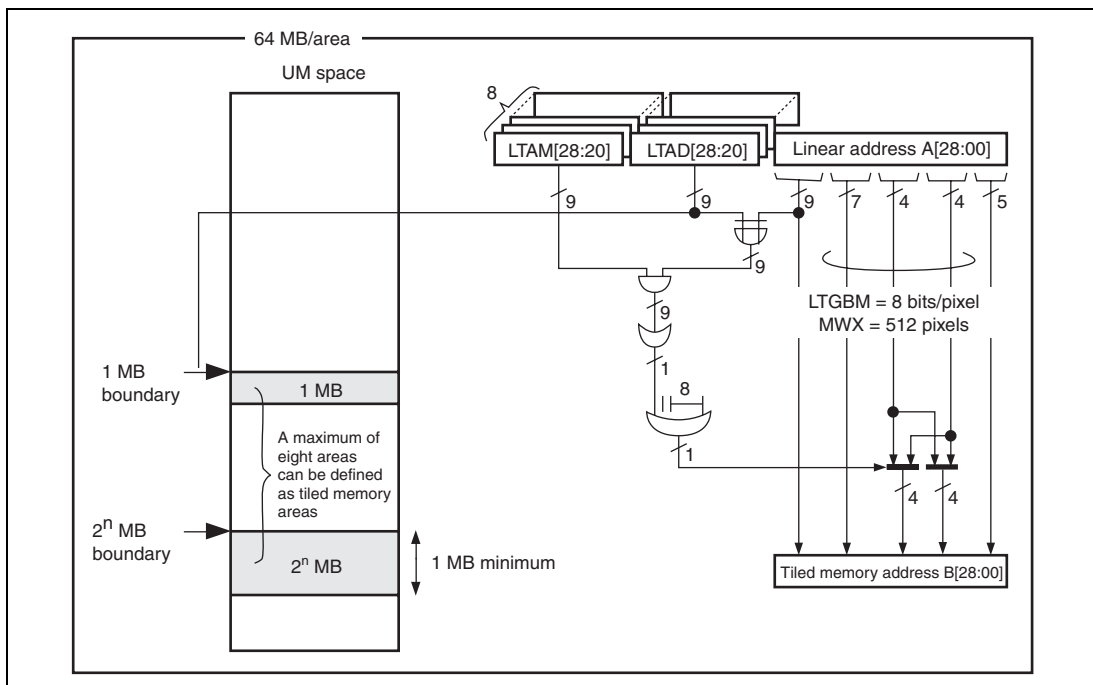 64 MB/area
UM space
8
LTAM[28:20]
LTAD[28:20]
Linear address A[28:00]
9
9
9
7
4
4
5
9
LTGBM = 8 bits/pixel
MWX = 512 pixels
9
1
8
1
1 MB
boundary
1 MB
A maximum of
eight areas
can be defined
as tiled memory
areas
4
4
2n MB
boundary
2n MB
1 MB minimum
Tiled memory address B[28:00]